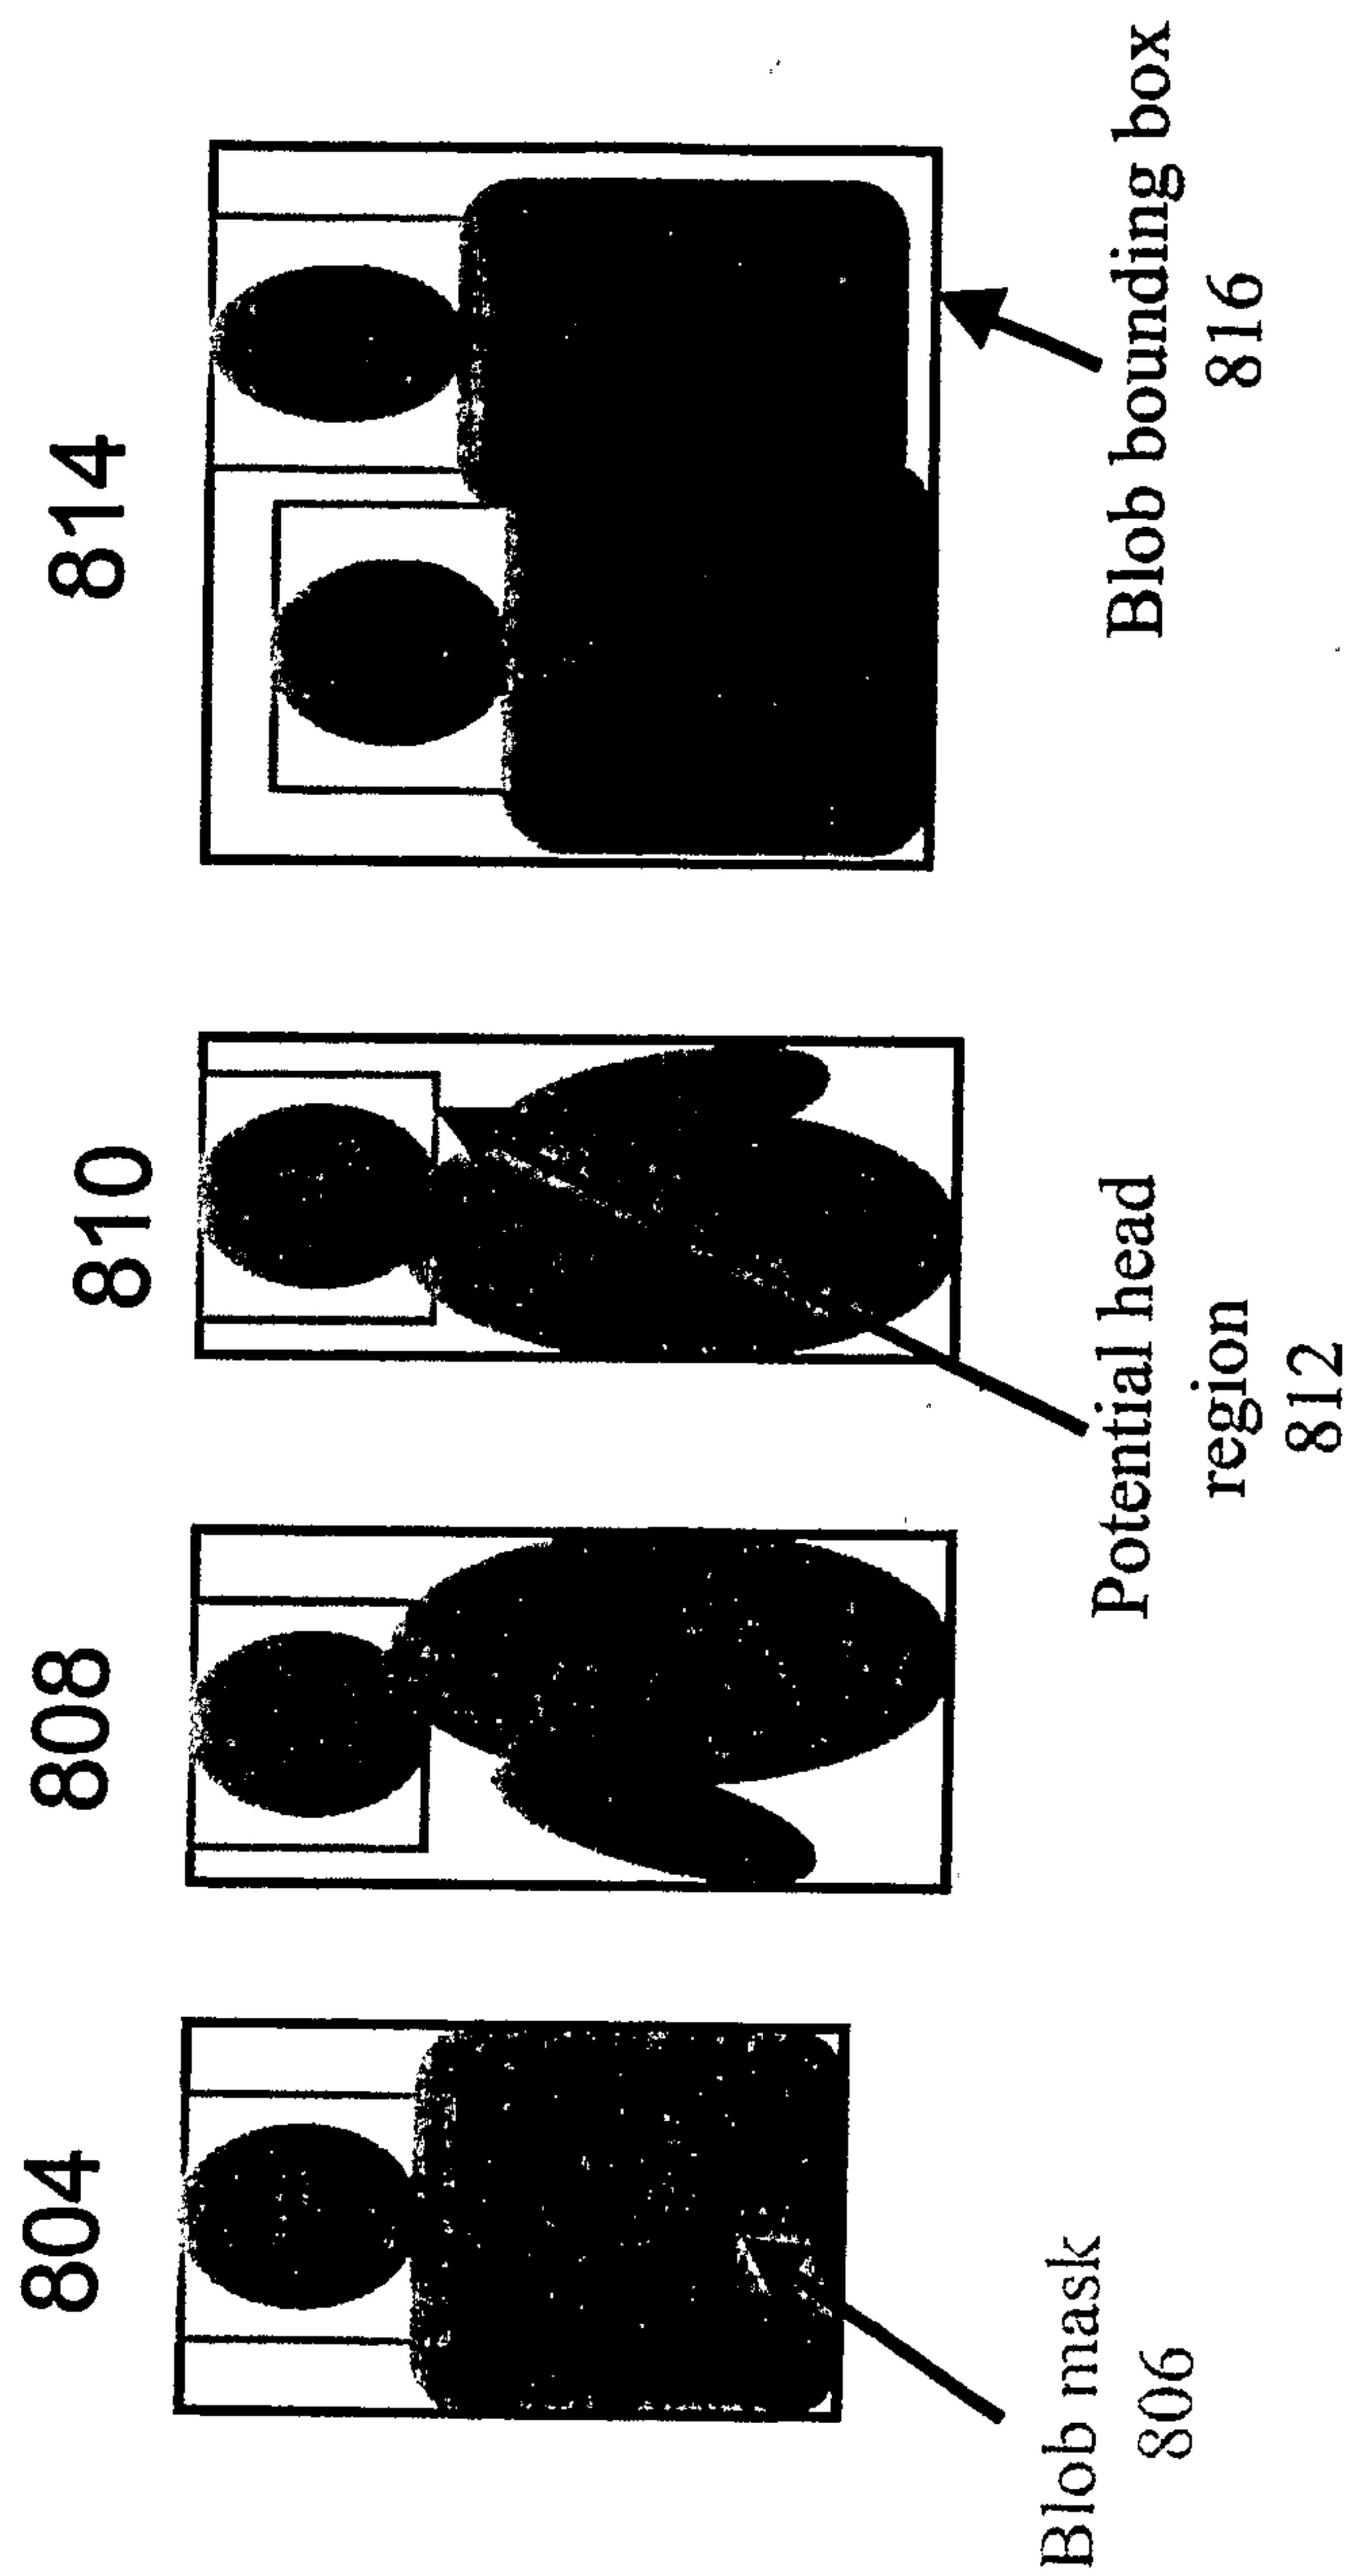 804
808
810
814
Blob mask
806
Potential head
region
812
Blob bounding box
816